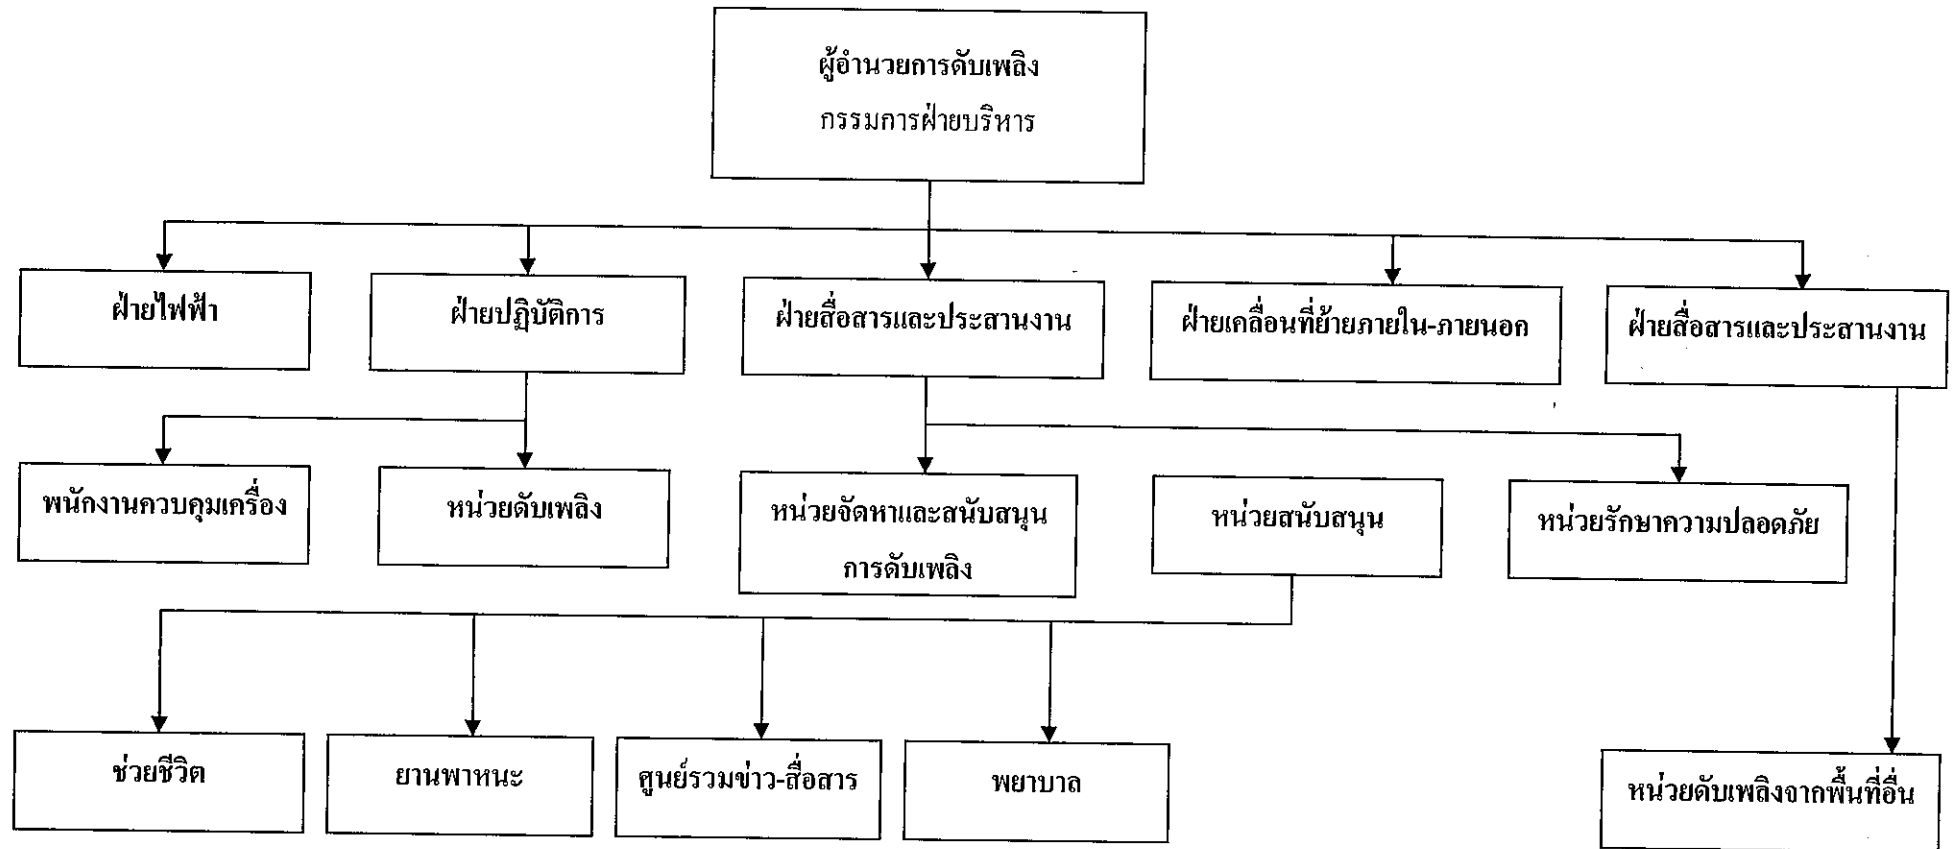 ผู้อำนวยการดับเพลิง
กรรมการฝ่ายบริหาร
ฝ่ายไฟฟ้า
ฝ่ายปฏิบัติการ
ฝ่ายสื่อสารและประสานงาน
ฝ่ายเคลื่อนที่ย้ายภายใน-ภายนอก
ฝ่ายสื่อสารและประสานงาน
พนักงานควบคุมเครื่อง
หน่วยดับเพลิง
หน่วยจัดหาและสนับสนุน
การดับเพลิง
หน่วยสนับสนุน
หน่วยรักษาความปลอดภัย
ช่วยชีวิต
ยานพาหนะ
ศูนย์รวมข่าว-สื่อสาร
พยาบาล
หน่วยดับเพลิงจากพื้นที่อื่น